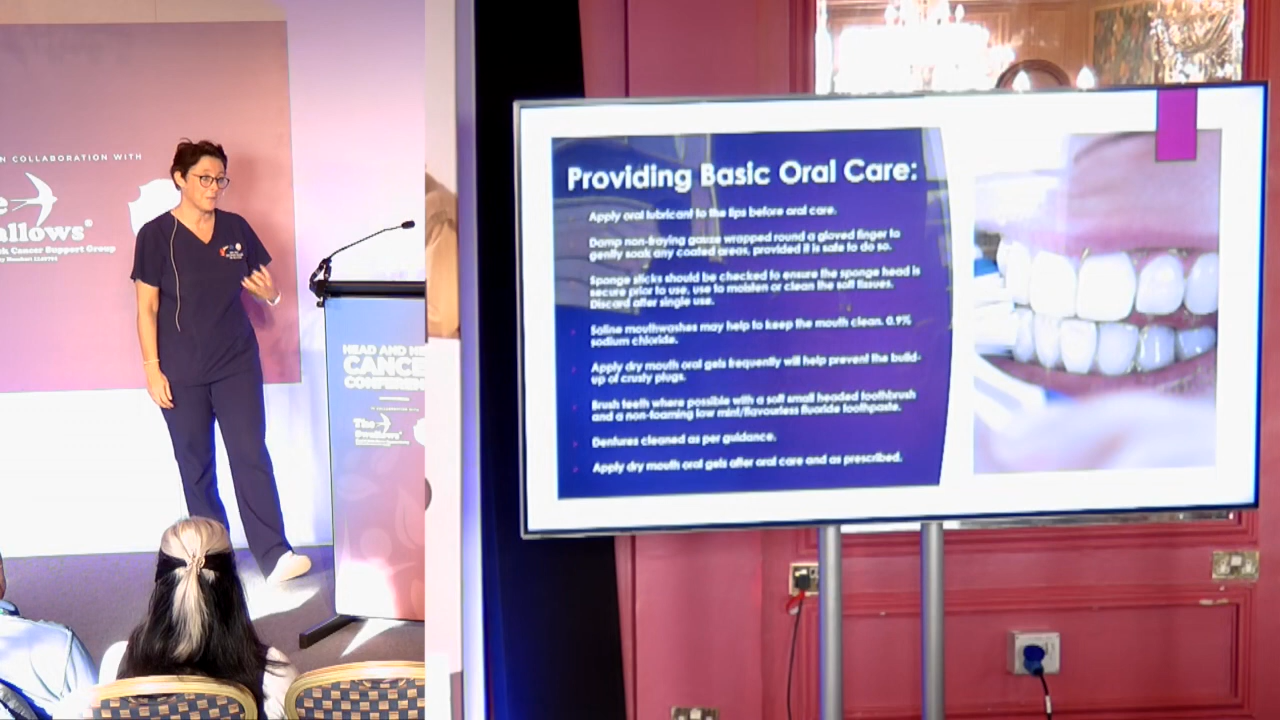 N COLLABORATION WITH
e
allows®
k Cancer Support Group
HEAD AND NE
CANCE
CONFEREN
IN COLLABORATION WITH
The
Swallows®
Providing Basic Oral Care:
Apply oral lubricant to the lips before oral care.
Damp non-fraying gauze wrapped round a gloved finger to
gently soak any coated areas, provided it is safe to do so.
Sponge sticks should be checked to ensure the sponge head is
secure prior to use, use to moisten or clean the soft tissues.
Discard after single use.
Saline mouthwashes may help to keep the mouth clean. 0.9%
sodium chloride.
Apply dry mouth oral gels frequently will help prevent the build-
up of crusty plugs.
Brush teeth where possible with a soft small headed toothbrush
and a non-foaming low mint/flavourless fluoride toothpaste.
Dentures cleaned as per guidance.
Apply dry mouth oral gels after oral care and as prescribed.